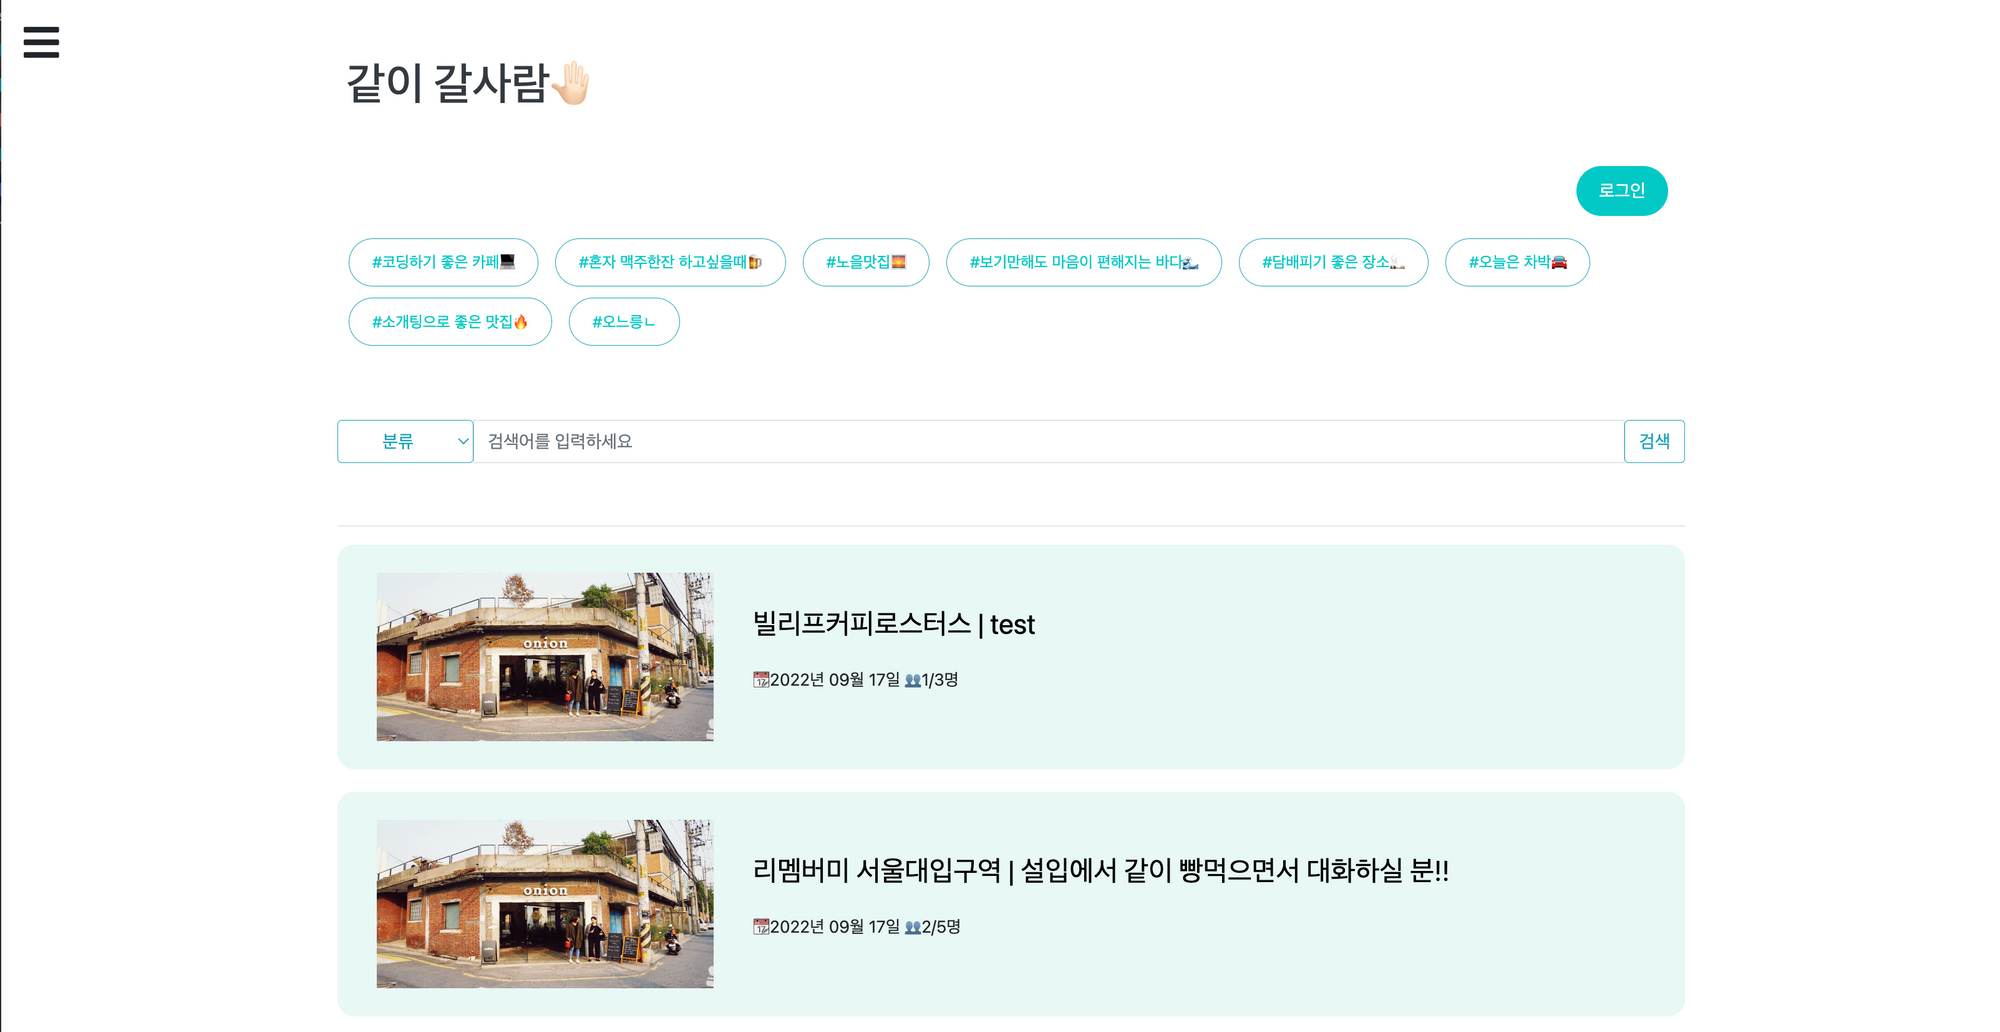 같이 갈사람🤚🏻
로그인
#코딩하기 좋은 카페💻 #혼자 맥주한잔 하고싶을때🍺 #노을맛집🌅 #보기만해도 마음이 편해지는 바다🌊 #담배피기 좋은 장소🚬 #오늘은 차박🚘
#소개팅으로 좋은 맛집🔥 #오느릉ㄴ
분류 검색어를 입력하세요 검색
onion
빌리프커피로스터스 | test
📆2022년 09월 17일 👥1/3명
onion
리멤버미 서울대입구역 | 설입에서 같이 빵먹으면서 대화하실 분!!
📆2022년 09월 17일 👥2/5명